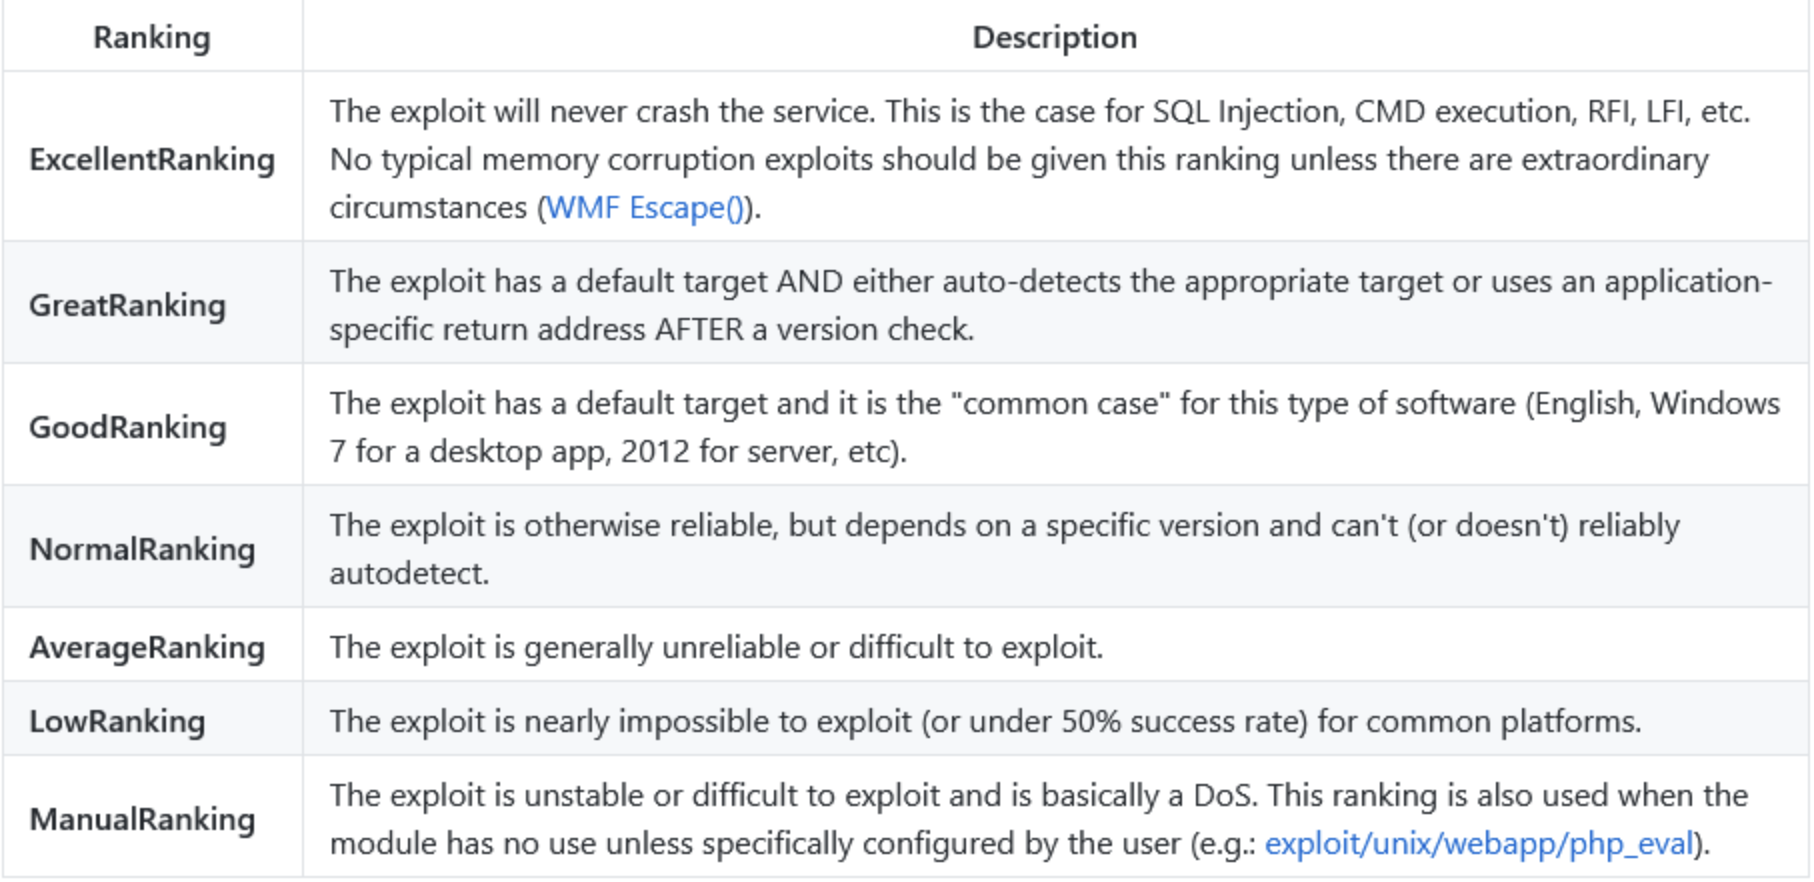 Ranking Description
The exploit will never crash the service. This is the case for SQL Injection, CMD execution, RFI, LFI, etc.
ExcellentRanking No typical memory corruption exploits should be given this ranking unless there are extraordinary
circumstances (WMF Escape()).
GreatRanking The exploit has a default target AND either auto-detects the appropriate target or uses an application-
specific return address AFTER a version check.
GoodRanking The exploit has a default target and it is the "common case" for this type of software (English, Windows
7 for a desktop app, 2012 for server, etc).
NormalRanking The exploit is otherwise reliable, but depends on a specific version and can't (or doesn't) reliably
autodetect.
AverageRanking The exploit is generally unreliable or difficult to exploit.
LowRanking The exploit is nearly impossible to exploit (or under 50% success rate) for common platforms.
ManualRanking The exploit is unstable or difficult to exploit and is basically a DoS. This ranking is also used when the
module has no use unless specifically configured by the user (e.g.: exploit/unix/webapp/php_eval).